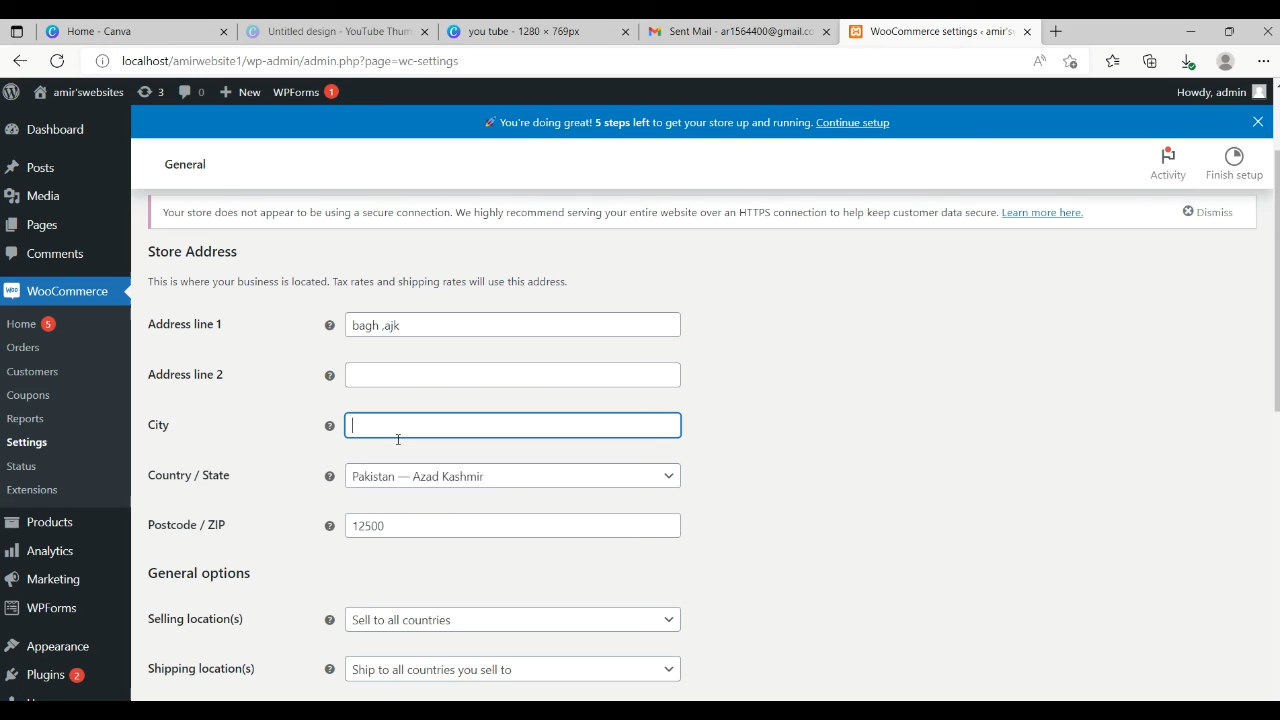 Home - Canva
Untitled design - YouTube Thum
you tube - 1280 × 769px
Sent Mail - ar1564400@gmail.co
WooCommerce settings ‹ amir's
localhost/amirwebsite1/wp-admin/admin.php?page=wc-settings
amir'swebsites 3 0 New WPForms 1 Howdy, admin
🚀 You're doing great! 5 steps left to get your store up and running. Continue setup
Dashboard
Posts
Media
Pages
Comments
WooCommerce
Home 5
Orders
Customers
Coupons
Reports
Settings
Status
Extensions
Products
Analytics
Marketing
WPForms
Appearance
Plugins 2
General
Activity
Finish setup
Your store does not appear to be using a secure connection. We highly recommend serving your entire website over an HTTPS connection to help keep customer data secure. Learn more here. Dismiss
Store Address
This is where your business is located. Tax rates and shipping rates will use this address.
Address line 1 bagh ,ajk
Address line 2
City
Country / State Pakistan — Azad Kashmir
Postcode / ZIP 12500
General options
Selling location(s) Sell to all countries
Shipping location(s) Ship to all countries you sell to